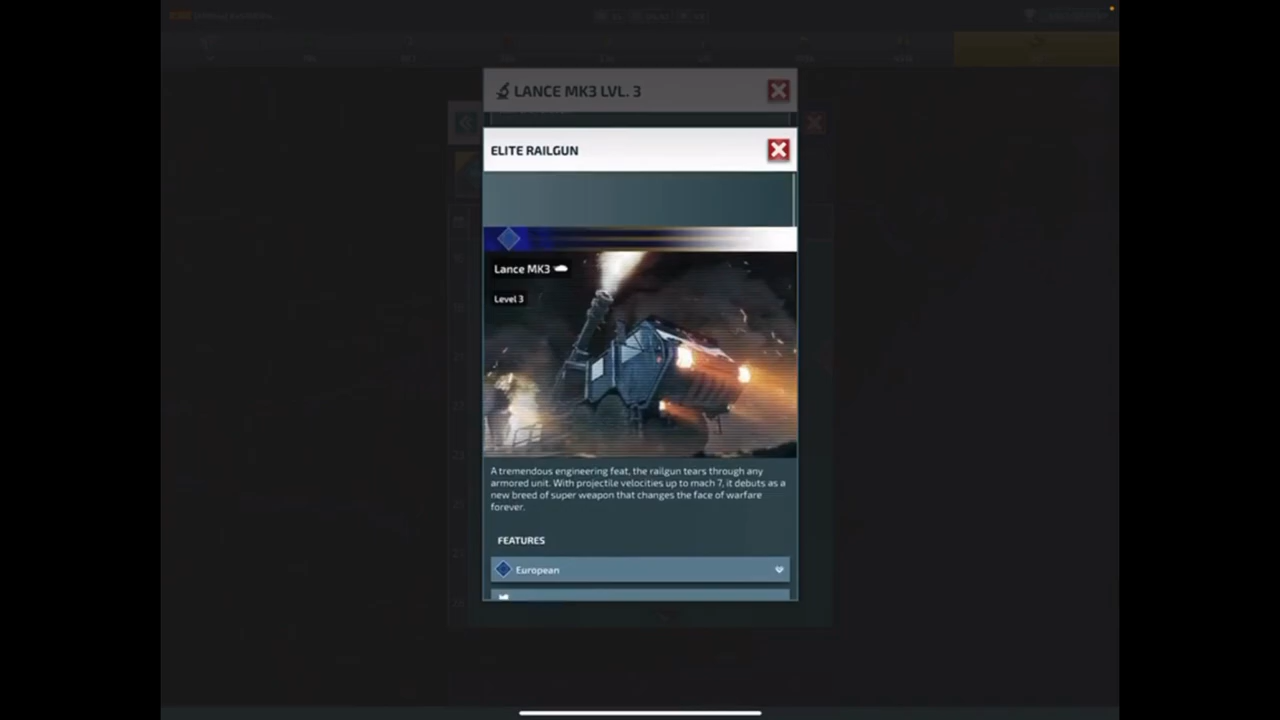 LANCE MK3 LVL. 3
ELITE RAILGUN
Lance MK3
Level 3
A tremendous engineering feat, the railgun tears through any
armored unit. With projectile velocities up to mach 7, it debuts as a
new breed of super weapon that changes the face of warfare
forever.
FEATURES
European